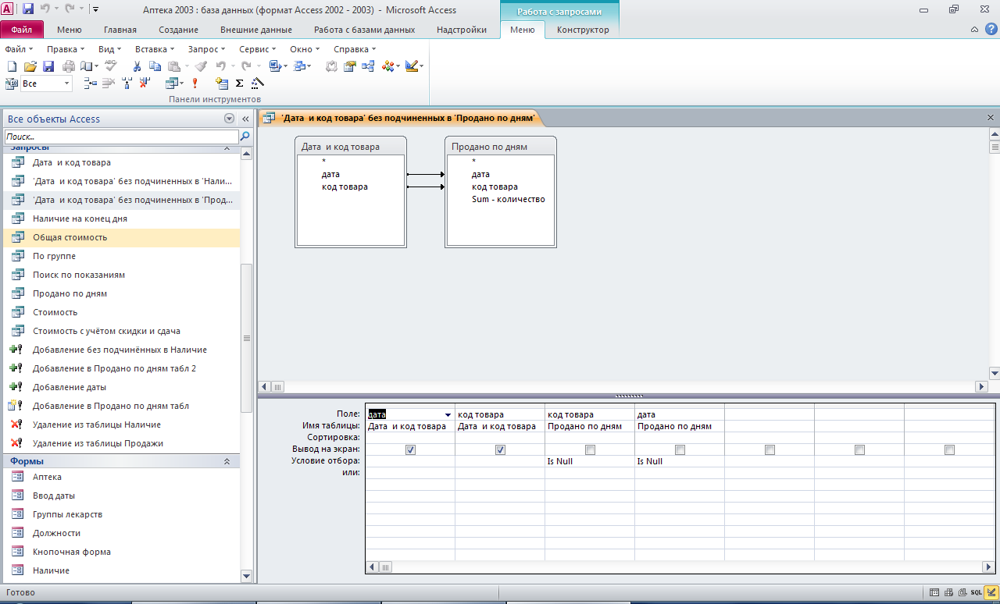 Аптека 2003 : база данных (формат Access 2002 - 2003) - Microsoft Access
Работа с запросами
Файл Меню Главная Создание Внешние данные Работа с базами данных Надстройки Меню Конструктор
Файл Правка Вид Вставка Запрос Сервис Окно Справка
Все
Панели инструментов
Все объекты Access
'Дата и код товара' без подчиненных в 'Продано по дням'
Поиск...
Запросы
Дата и код товара
'Дата и код товара' без подчиненных в 'Нали...
'Дата и код товара' без подчиненных в 'Прод...
Наличие на конец дня
Общая стоимость
По группе
Поиск по показаниям
Продано по дням
Стоимость
Стоимость с учётом скидки и сдача
Добавление без подчинённых в Наличие
Добавление в Продано по дням табл 2
Добавление даты
Добавление в Продано по дням табл
Удаление из таблицы Наличие
Удаление из таблицы Продажи
Формы
Аптека
Ввод даты
Группы лекарств
Должности
Кнопочная форма
Наличие
Дата и код товара
*
дата
код товара
Продано по дням
*
дата
код товара
Sum - количество
Поле: дата код товара код товара дата
Имя таблицы: Дата и код товара Дата и код товара Продано по дням Продано по дням
Сортировка:
Вывод на экран:
Условие отбора: Is Null Is Null
или:
Готово
SQL